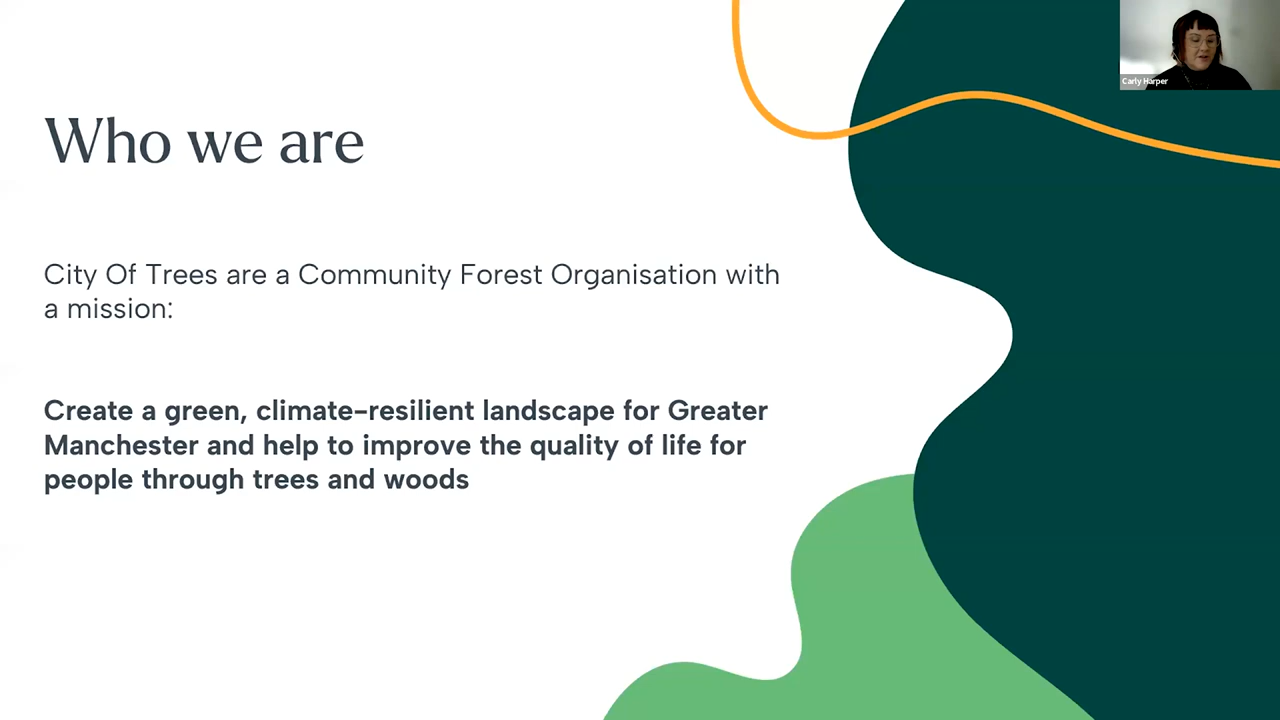 Carly Harper
Who we are
City Of Trees are a Community Forest Organisation with
a mission:
Create a green, climate-resilient landscape for Greater
Manchester and help to improve the quality of life for
people through trees and woods